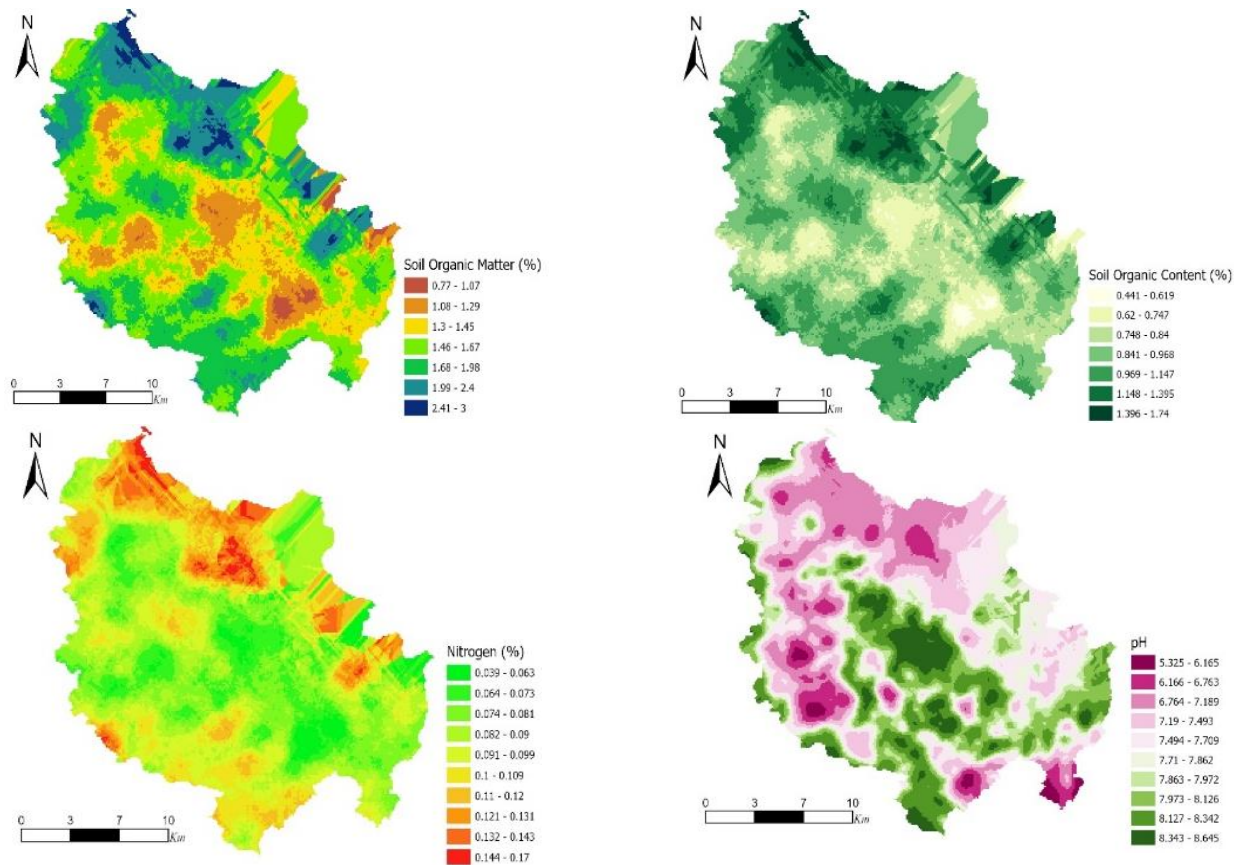 N
Soil Organic Matter (%)
0.77 - 1.07
1.08 - 1.29
1.3 - 1.45
1.46 - 1.67
1.68 - 1.98
1.99 - 2.4
2.41 - 3
0 3 7 10
Km
N
Soil Organic Content (%)
0.441 - 0.619
0.62 - 0.747
0.748 - 0.84
0.841 - 0.968
0.969 - 1.147
1.148 - 1.395
1.396 - 1.74
0 3 7 10
Km
N
Nitrogen (%)
0.039 - 0.063
0.064 - 0.073
0.074 - 0.081
0.082 - 0.09
0.091 - 0.099
0.1 - 0.109
0.11 - 0.12
0.121 - 0.131
0.132 - 0.143
0.144 - 0.17
0 3 7 10
Km
N
pH
5.325 - 6.165
6.166 - 6.763
6.764 - 7.189
7.19 - 7.493
7.494 - 7.709
7.71 - 7.862
7.863 - 7.972
7.973 - 8.126
8.127 - 8.342
8.343 - 8.645
0 3 7 10
Km